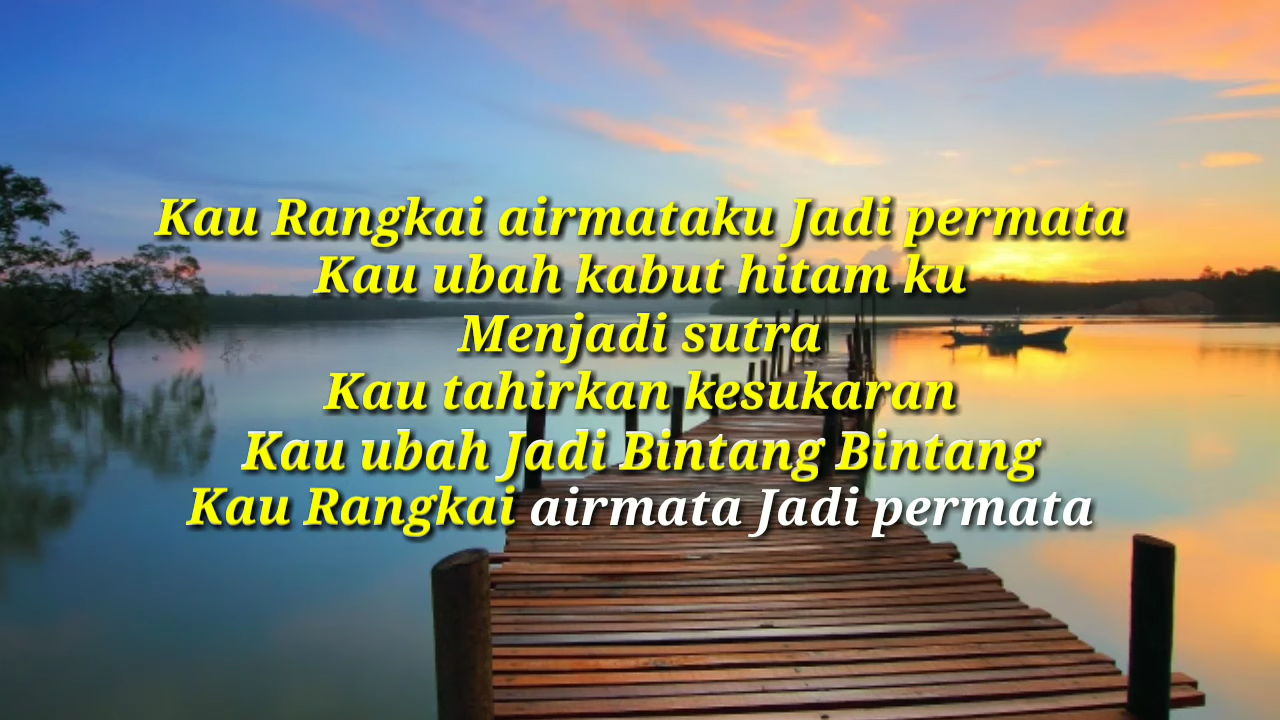 Kau Rangkai airmataku Jadi permata
Kau ubah kabut hitam ku
Menjadi sutra
Kau tahirkan kesukaran
Kau ubah Jadi Bintang Bintang
Kau Rangkai airmata Jadi permata